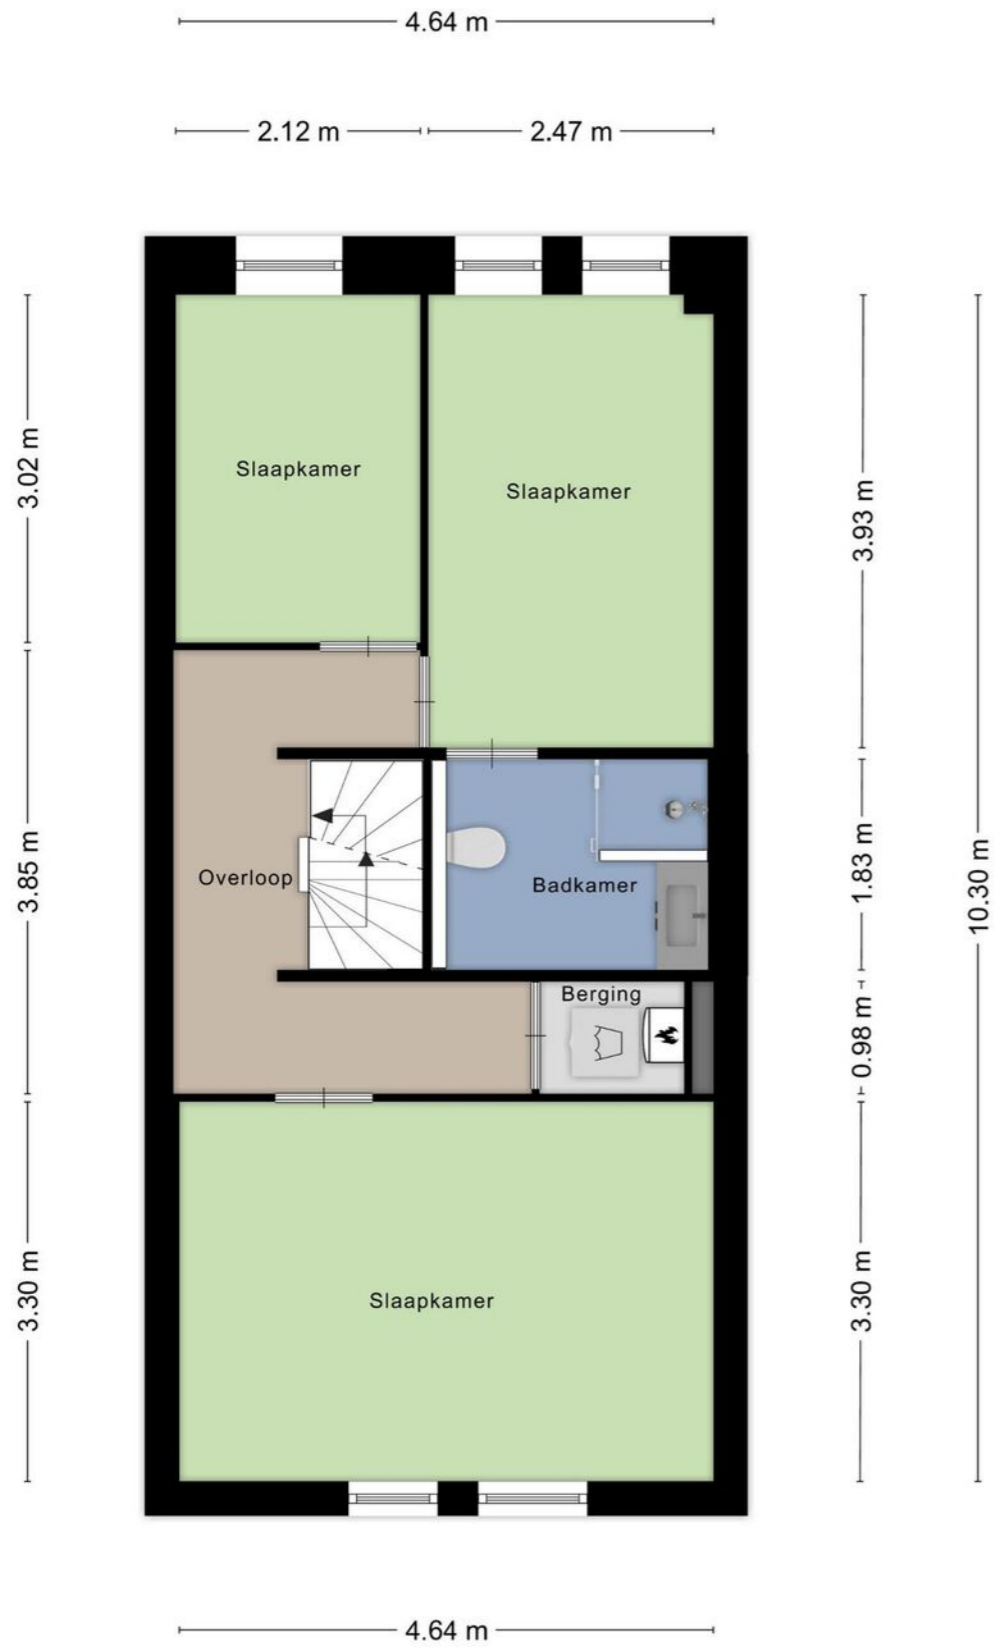 4.64 m
2.12 m
2.47 m
3.02 m
Slaapkamer
Slaapkamer
3.93 m
3.85 m
Overloop
Badkamer
1.83 m
10.30 m
Berging
0.98 m
3.30 m
Slaapkamer
3.30 m
4.64 m